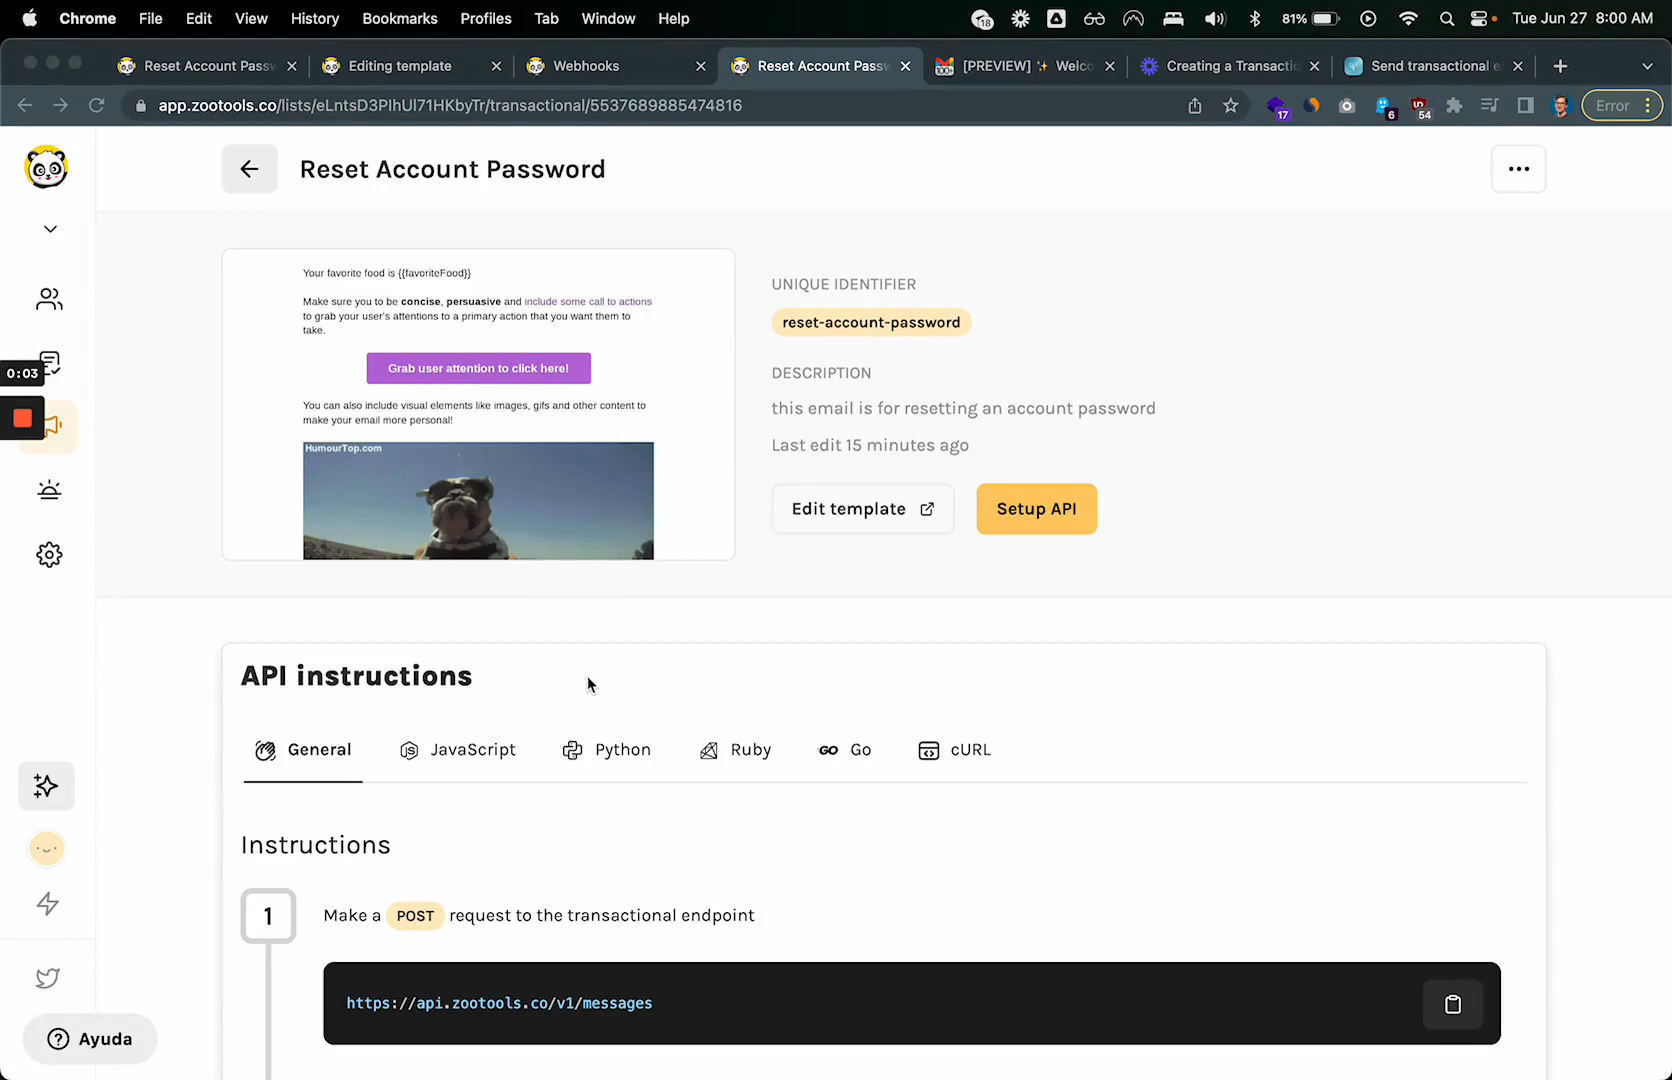 Chrome File Edit View History Bookmarks Profiles Tab Window Help
18 81% Tue Jun 27 8:00 AM
Reset Account Passw
Editing template
Webhooks
Reset Account Passw
[PREVIEW] ✨ Welco
Creating a Transactio
Send transactional e
app.zootools.co/lists/eLntsD3PIhUl71HKbyTr/transactional/5537689885474816
17 6 54 Error
Reset Account Password
Your favorite food is {{favoriteFood}}
Make sure you to be concise, persuasive and include some call to actions
to grab your user's attentions to a primary action that you want them to
take.
Grab user attention to click here!
You can also include visual elements like images, gifs and other content to
make your email more personal!
HumourTop.com
UNIQUE IDENTIFIER
reset-account-password
DESCRIPTION
this email is for resetting an account password
Last edit 15 minutes ago
Edit template
Setup API
0:03
API instructions
General
JavaScript
Python
Ruby
GO Go
cURL
Instructions
1
Make a POST request to the transactional endpoint
https://api.zootools.co/v1/messages
Ayuda